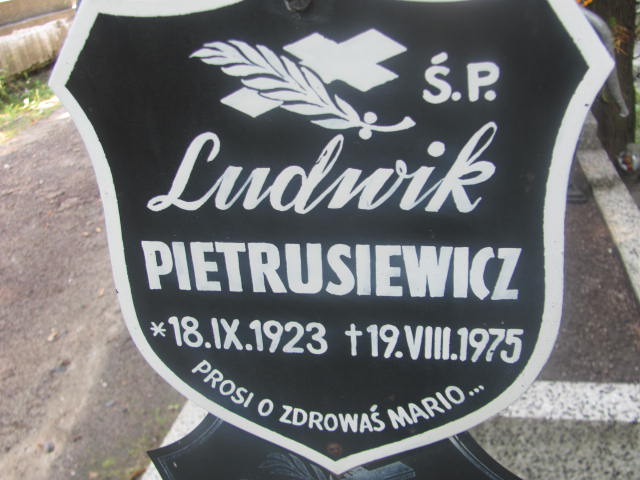 Ś.P.
Ludwik
PIETRUSIEWICZ
*18.IX.1923 †19.VIII.1975
PROSI O ZDROWAŚ MARIO...